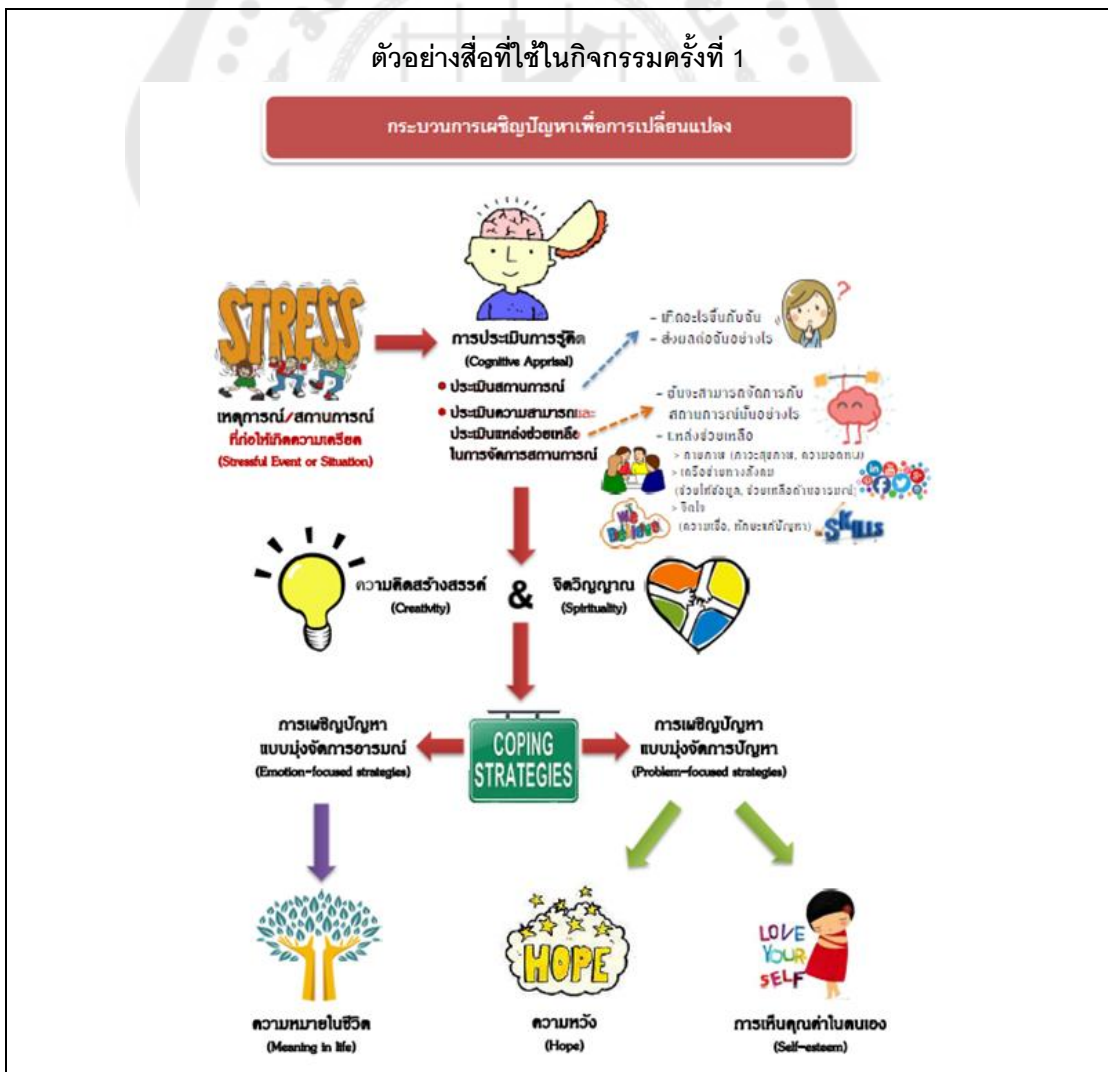 ตัวอย่างสื่อที่ใช้ในกิจกรรมครั้งที่ 1
กระบวนการเผชิญปัญหาเพื่อการเปลี่ยนแปลง
STRESS
เหตุการณ์/สถานการณ์
ที่ก่อให้เกิดความเครียด
(Stressful Event or Situation)
การประเมินการรู้คิด
(Cognitive Apprisal)
● ประเมินสถานการณ์
● ประเมินความสามารถและ
ประเมินแหล่งช่วยเหลือ
ในการจัดการสถานการณ์
- เกิดอะไรขึ้นกับฉัน
- ส่งผลต่อฉันอย่างไร
?
- ฉันจะสามารถจัดการกับ
สถานการณ์นั้นอย่างไร
- แหล่งช่วยเหลือ
> กายภาพ (ภาวะสุขภาพ, ความอดทน)
> เครือข่ายทางสังคม
(ช่วยให้ข้อมูล, ช่วยเหลือด้านอารมณ์)
> จิตใจ
(ความเชื่อ, ทักษะแก้ปัญหา)
We
Believe
SKILLS
ความคิดสร้างสรรค์
(Creativity)
&
จิตวิญญาณ
(Spirituality)
การเผชิญปัญหา
แบบมุ่งจัดการอารมณ์
(Emotion-focused strategies)
COPING
STRATEGIES
การเผชิญปัญหา
แบบมุ่งจัดการปัญหา
(Problem-focused strategies)
HOPE
LOVE
YOUR
SELF
ความหมายในชีวิต
(Meaning in life)
ความหวัง
(Hope)
การเห็นคุณค่าในตนเอง
(Self-esteem)